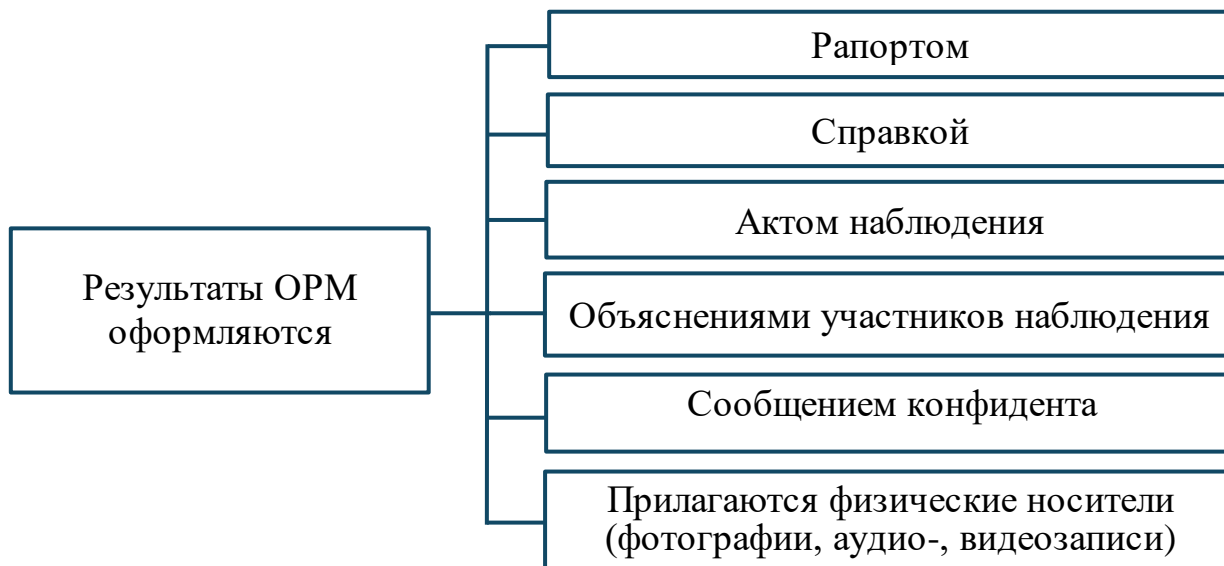 Результаты ОРМ
оформляются
Рапортом
Справкой
Актом наблюдения
Объяснениями участников наблюдения
Сообщением конфидента
Прилагаются физические носители
(фотографии, аудио-, видеозаписи)